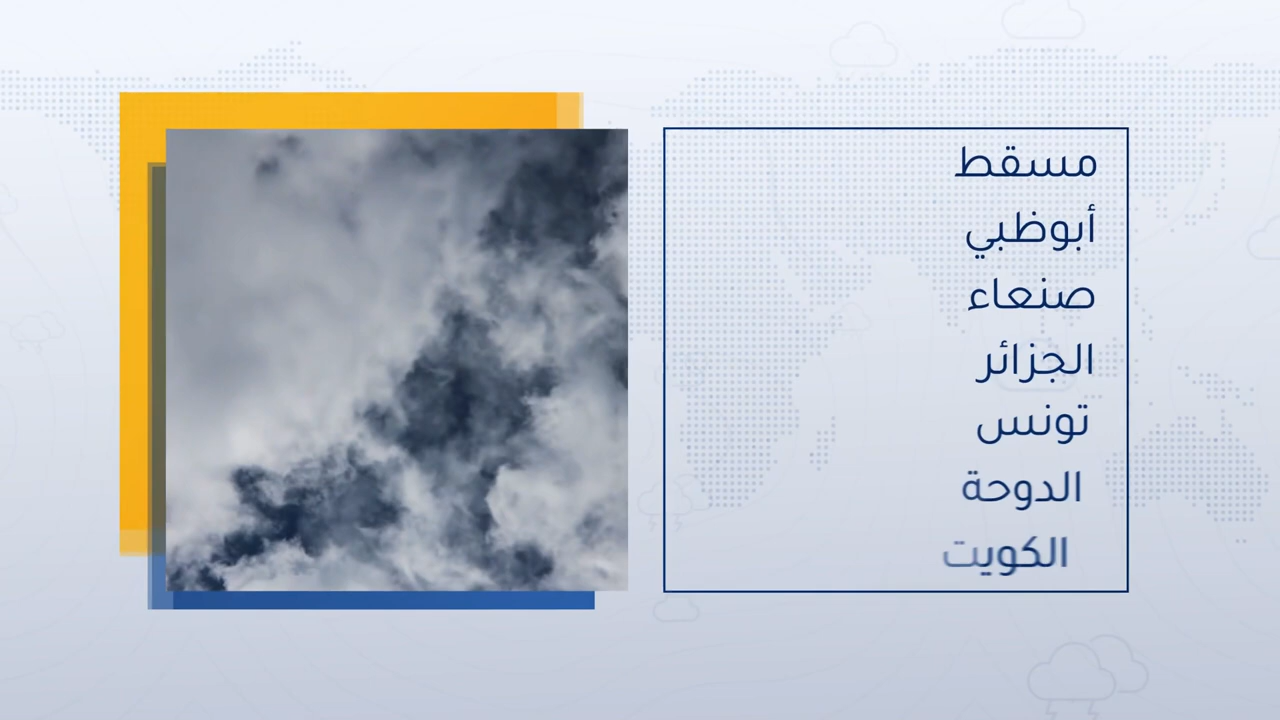 مسقط
أبوظبي
صنعاء
الجزائر
تونس
الدوحة
الكويت